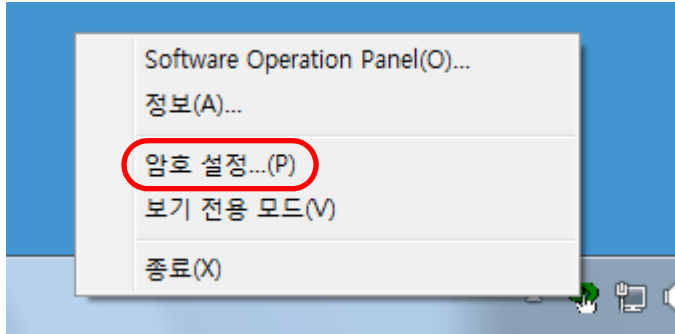 Software Operation Panel(O)...
정보(A)...
암호 설정...(P)
보기 전용 모드(V)
종료(X)